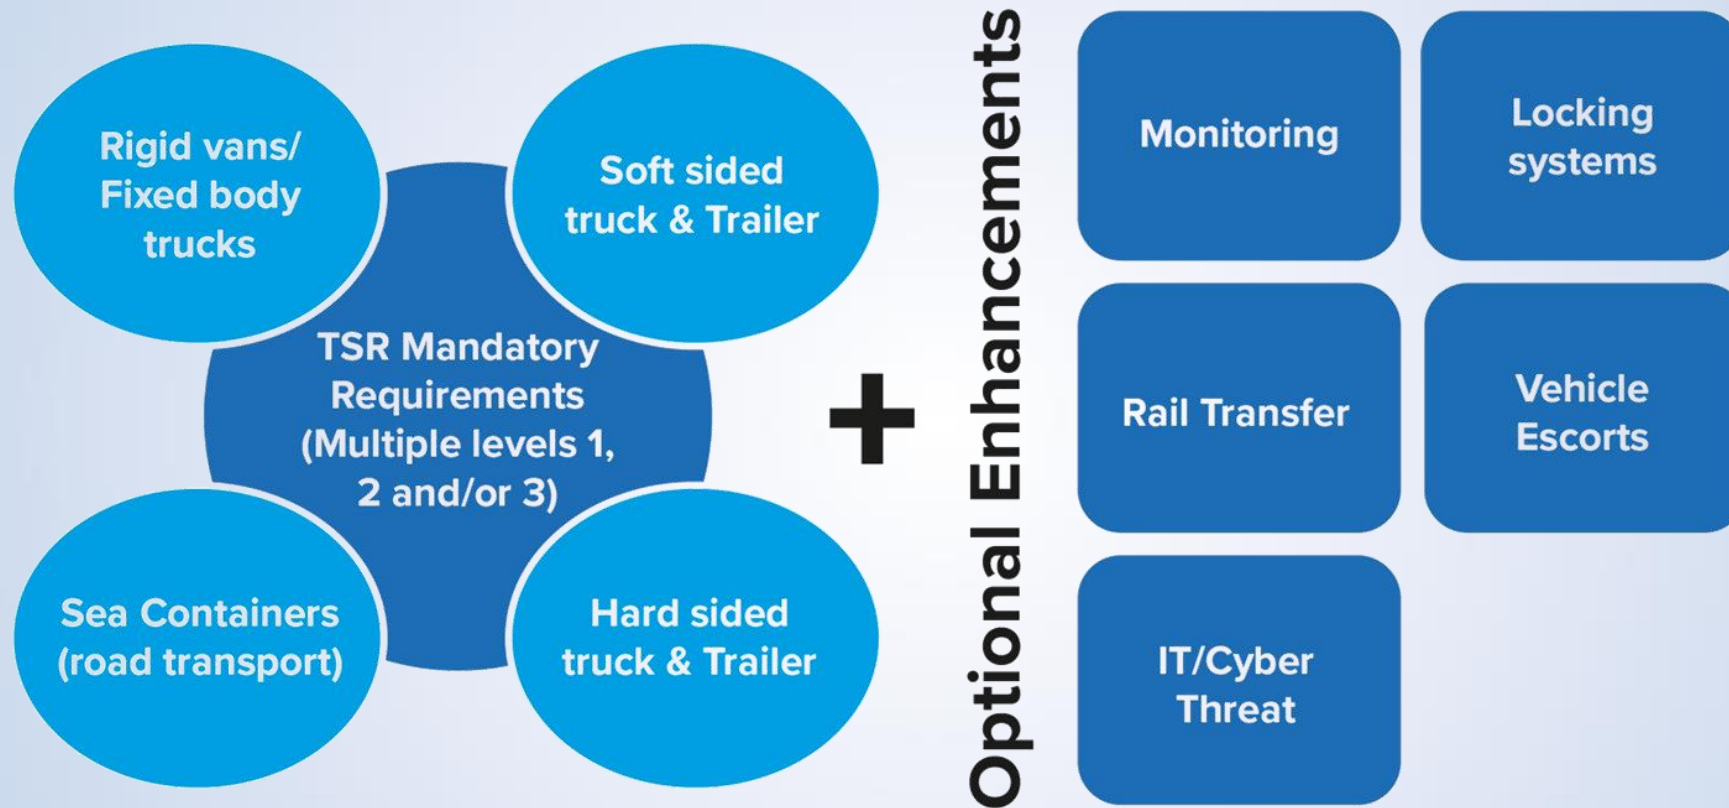 Rigid vans/
Fixed body
trucks
Soft sided
truck & Trailer
TSR Mandatory
Requirements
(Multiple levels 1,
2 and/or 3)
Sea Containers
(road transport)
Hard sided
truck & Trailer
+
Optional Enhancements
Monitoring
Locking
systems
Rail Transfer
Vehicle
Escorts
IT/Cyber
Threat